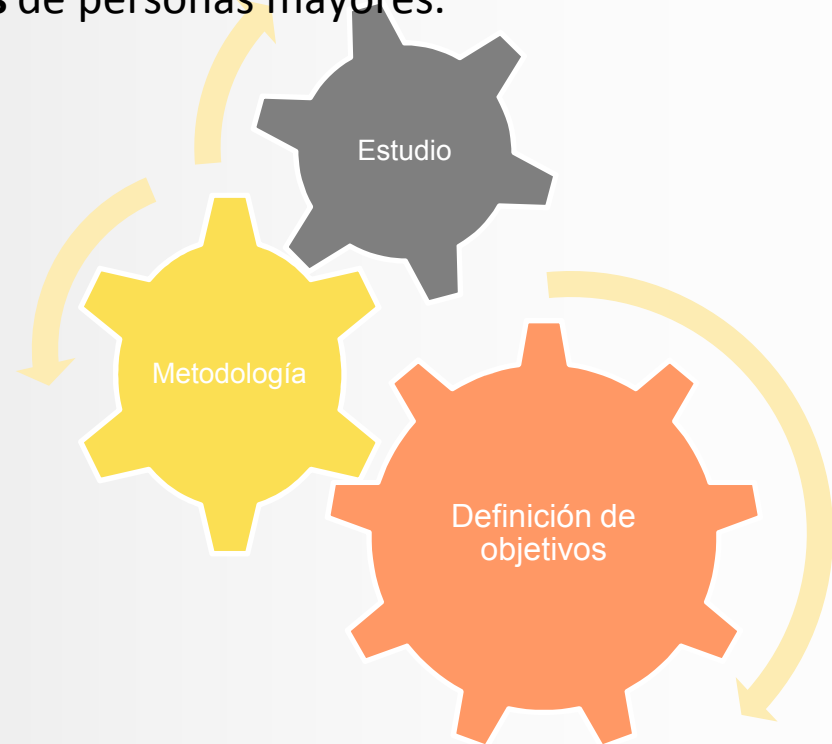 s de personas mayores.
Estudio
Metodología
Definición de
objetivos